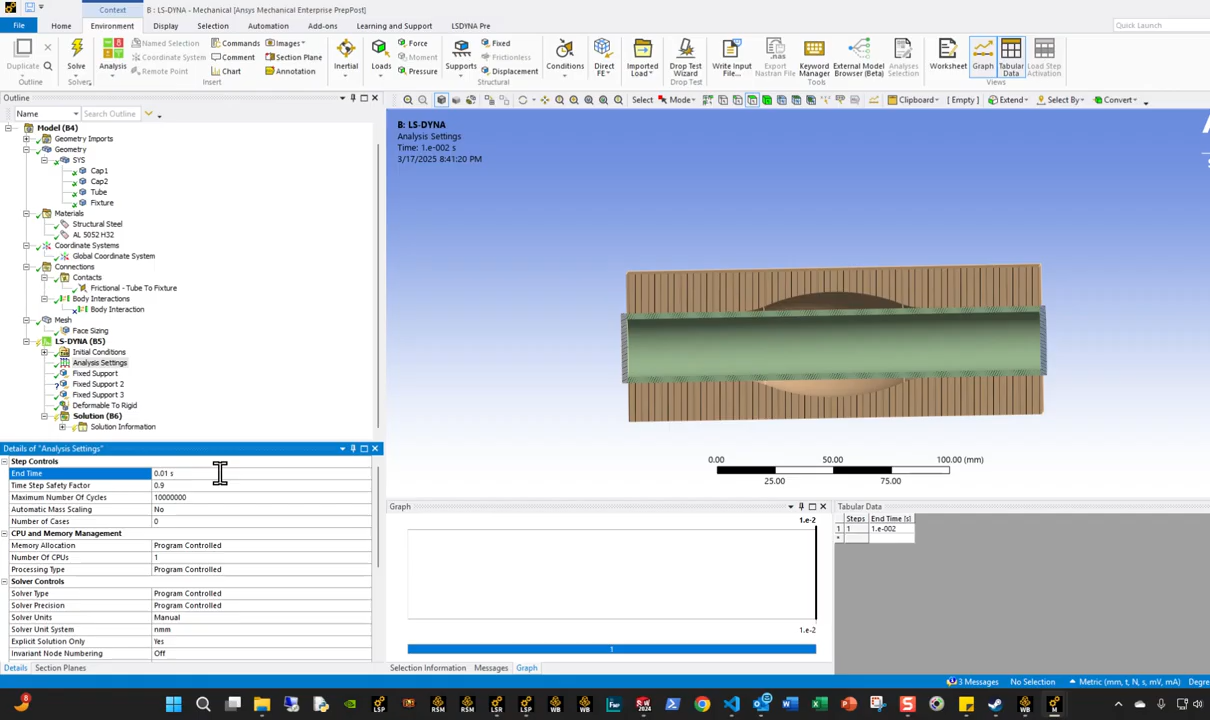 Context
B : LS-DYNA - Mechanical [Ansys Mechanical Enterprise PrepPost]
File Home Environment Display Selection Automation Add-ons Learning and Support LSDYNA Pre Quick Launch
Duplicate
Outline
Solve
Solver
Analysis
Named Selection
Coordinate System
Remote Point
Commands
Comment
Chart
Images
Section Plane
Annotation
Insert
Inertial
Loads
Force
Moment
Pressure
Supports
Fixed
Frictionless
Displacement
Structural
Conditions
Direct FE
Imported Load
Drop Test Wizard
Write Input File...
Export Nastran File
Keyword Manager
External Model Browser (Beta)
Analyses Selection
Tools
Worksheet
Graph
Tabular Data
Load Step Activation
Views
Outline
Name Search Outline
Select Mode Clipboard [ Empty ] Extend Select By Convert
Model (B4)
Geometry Imports
Geometry
SYS
Cap1
Cap2
Tube
Fixture
Materials
Structural Steel
AL 5052 H32
Coordinate Systems
Global Coordinate System
Connections
Contacts
Frictional - Tube To Fixture
Body Interactions
Body Interaction
Mesh
Face Sizing
LS-DYNA (B5)
Initial Conditions
Analysis Settings
Fixed Support
Fixed Support 2
Fixed Support 3
Deformable To Rigid
Solution (B6)
Solution Information
B: LS-DYNA
Analysis Settings
Time: 1.e-002 s
3/17/2025 8:41:20 PM
0.00 50.00 100.00 (mm)
25.00 75.00
Details of "Analysis Settings"
Step Controls
End Time 0.01 s
Time Step Safety Factor 0.9
Maximum Number Of Cycles 10000000
Automatic Mass Scaling No
Number of Cases 0
CPU and Memory Management
Memory Allocation Program Controlled
Number Of CPUs 1
Processing Type Program Controlled
Solver Controls
Solver Type Program Controlled
Solver Precision Program Controlled
Solver Units Manual
Solver Unit System nmm
Explicit Solution Only Yes
Invariant Node Numbering Off
Details Section Planes
Graph
1.e-2
1.e-2
1
Selection Information Messages Graph
Tabular Data
Steps End Time [s]
1 1 1.e-002
*
3 Messages No Selection Metric (mm, t, N, s, mV, mA) Degre